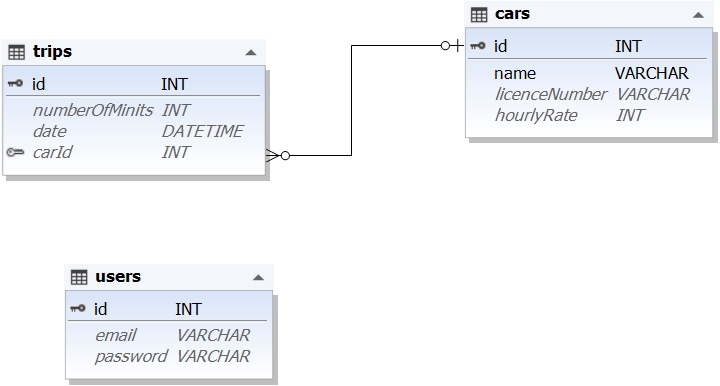 cars
id INT
name VARCHAR
licenceNumber VARCHAR
hourlyRate INT
trips
id INT
numberOfMinits INT
date DATETIME
carId INT
users
id INT
email VARCHAR
password VARCHAR